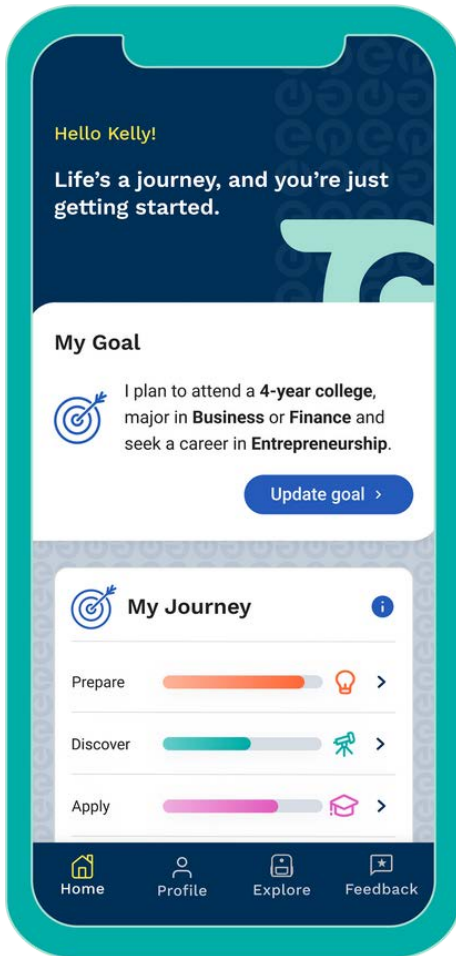 Hello Kelly!
Life’s a journey, and you’re just
getting started.
My Goal
I plan to attend a 4-year college,
major in Business or Finance and
seek a career in Entrepreneurship.
Update goal
My Journey
Prepare
Discover
Apply
Home
Profile
Explore
Feedback